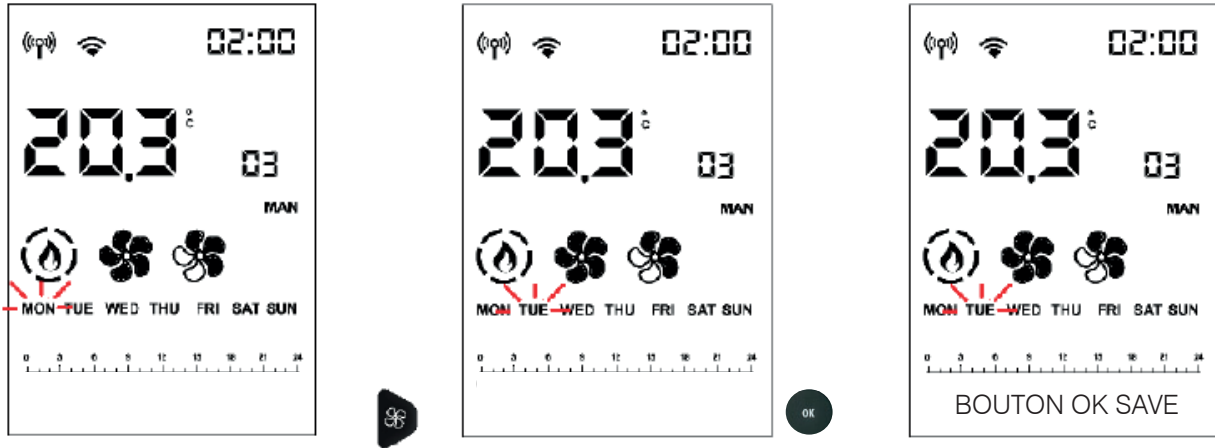 02:00
20.3 °C
03
MAN
MON TUE WED THU FRI SAT SUN
0 3 6 9 12 15 18 21 24
02:00
20.3 °C
03
MAN
MON TUE WED THU FRI SAT SUN
0 3 6 9 12 15 18 21 24
OK
02:00
20.3 °C
03
MAN
MON TUE WED THU FRI SAT SUN
0 3 6 9 12 15 18 21 24
BOUTON OK SAVE